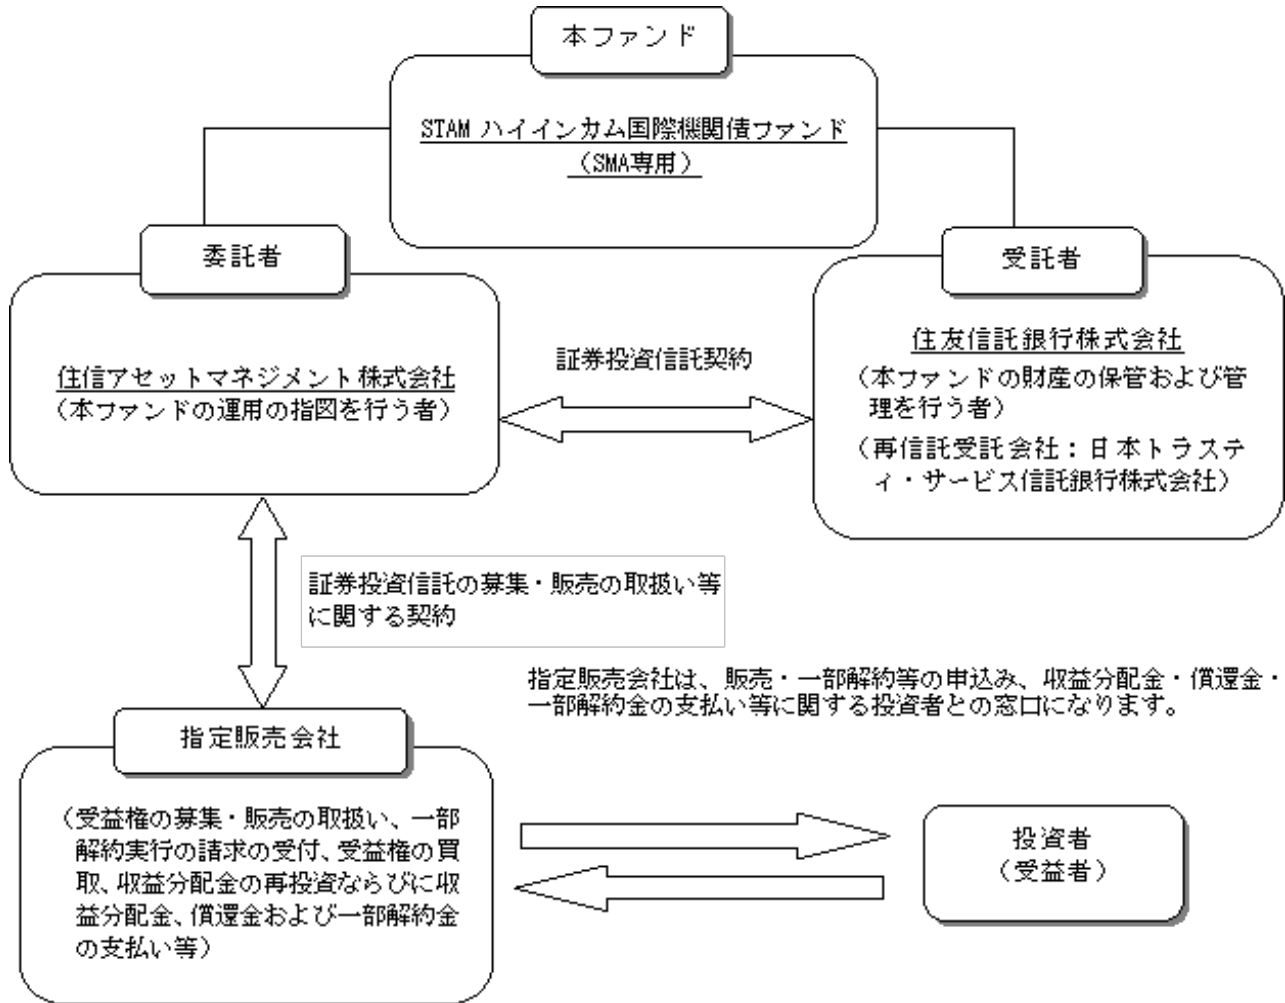 本ファンド
STAM ハイインカム国際機関債ファンド
（SMA専用）
委託者
住信アセットマネジメント株式会社
（本ファンドの運用の指図を行う者）
証券投資信託契約
受託者
住友信託銀行株式会社
（本ファンドの財産の保管および管
理を行う者）
（再信託受託会社：日本トラステ
ィ・サービス信託銀行株式会社）
証券投資信託の募集・販売の取扱い等
に関する契約
指定販売会社は、販売・一部解約等の申込み、収益分配金・償還金・
一部解約金の支払い等に関する投資者との窓口になります。
指定販売会社
（受益権の募集・販売の取扱い、一部
解約実行の請求の受付、受益権の買
取、収益分配金の再投資ならびに収
益分配金、償還金および一部解約金
の支払い等）
投資者
（受益者）